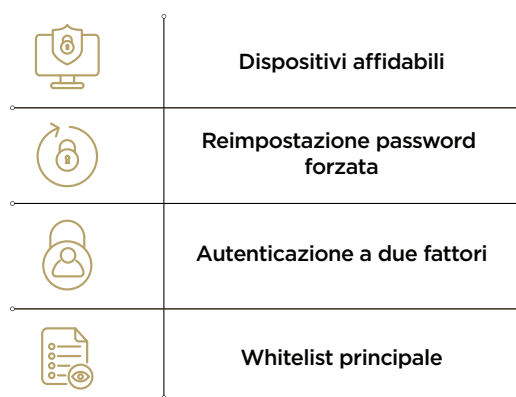 Dispositivi affidabili
Reimpostazione password
forzata
Autenticazione a due fattori
Whitelist principale